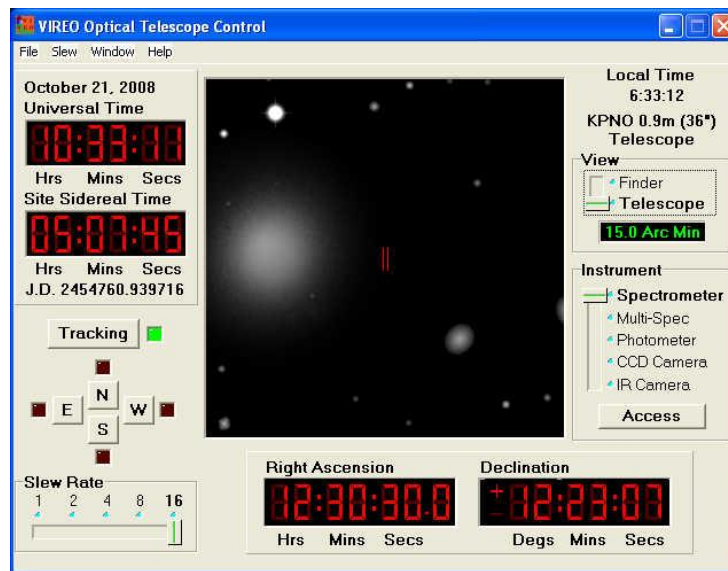 VIREO Optical Telescope Control
File Slew Window Help
October 21, 2008
Universal Time
10:33:11
Hrs Mins Secs
Site Sidereal Time
05:07:45
Hrs Mins Secs
J.D. 2454760.939716
Tracking
N
E W
S
Slew Rate
1 2 4 8 16
Local Time
6:33:12
KPNO 0.9m (36")
Telescope
View
Finder
Telescope
15.0 Arc Min
Instrument
Spectrometer
Multi-Spec
Photometer
CCD Camera
IR Camera
Access
Right Ascension
12:30:30.0
Hrs Mins Secs
Declination
+12:23:07
Degs Mins Secs